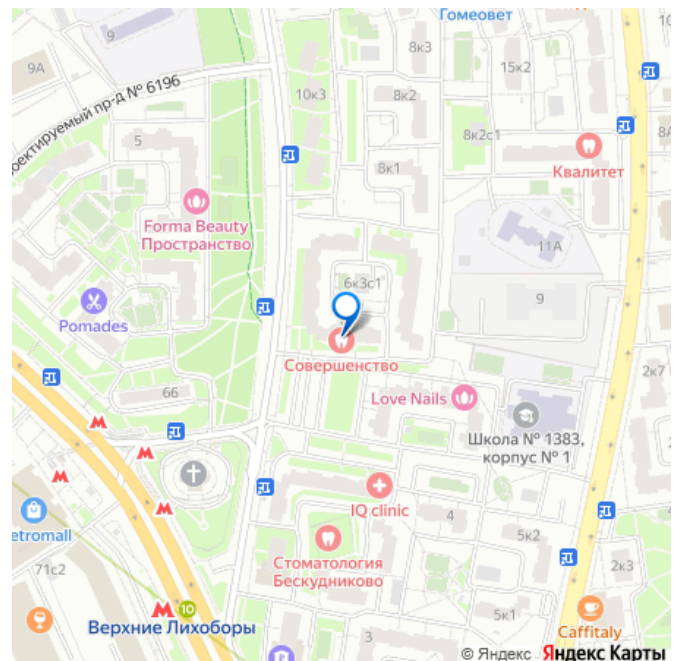 Гомеовет
8к3
9А
15к2
10к3
8к2
ректируемый пр-д № 6196
5
8к2с1
8А
8к1
Квалитет
Forma Beauty
Пространство
11А
6к3с1
9
Pomades
Совершенство
66
Love Nails
2к7
Школа № 1383,
корпус № 1
IQ clinic
4
etromall
5к2
Стоматология
Бескудниково
71с2
2к3
10
Верхние Лихоборы
5к1
Caffitaly
3
© Яндекс Яндекс Карты